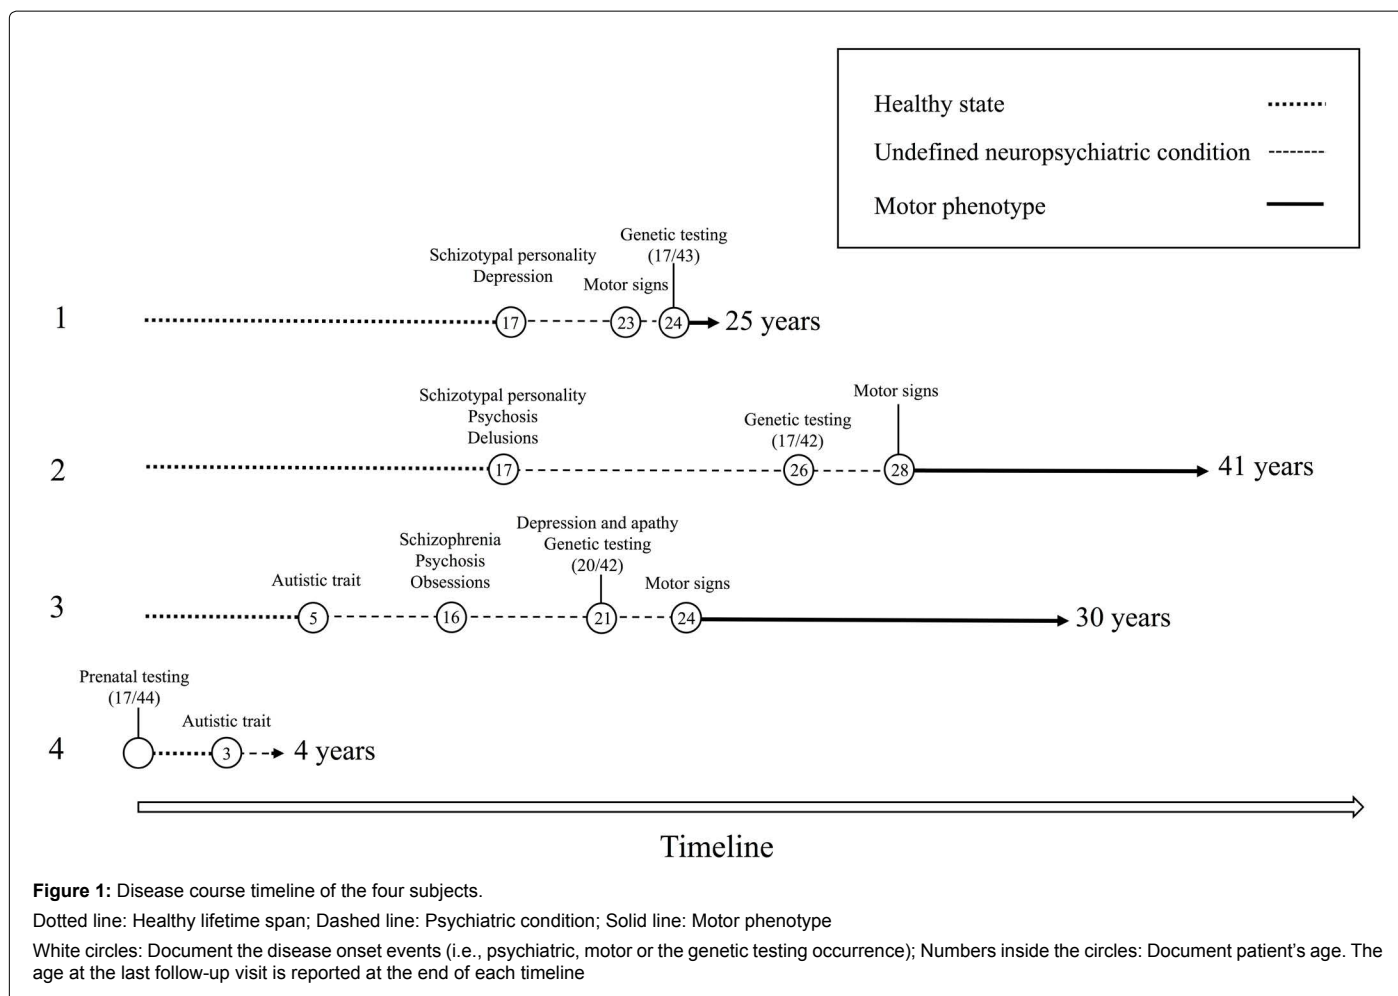 Healthy state
Undefined neuropsychiatric condition
Motor phenotype
1
Schizotypal personality
Depression
Motor signs
Genetic testing
(17/43)
17
23
24
25 years
2
Schizotypal personality
Psychosis
Delusions
Genetic testing
(17/42)
Motor signs
17
26
28
41 years
3
Autistic trait
Schizophrenia
Psychosis
Obsessions
Depression and apathy
Genetic testing
(20/42)
Motor signs
5
16
21
24
30 years
4
Prenatal testing
(17/44)
Autistic trait
3
4 years
Timeline
Figure 1: Disease course timeline of the four subjects.
Dotted line: Healthy lifetime span; Dashed line: Psychiatric condition; Solid line: Motor phenotype
White circles: Document the disease onset events (i.e., psychiatric, motor or the genetic testing occurrence); Numbers inside the circles: Document patient's age. The
age at the last follow-up visit is reported at the end of each timeline